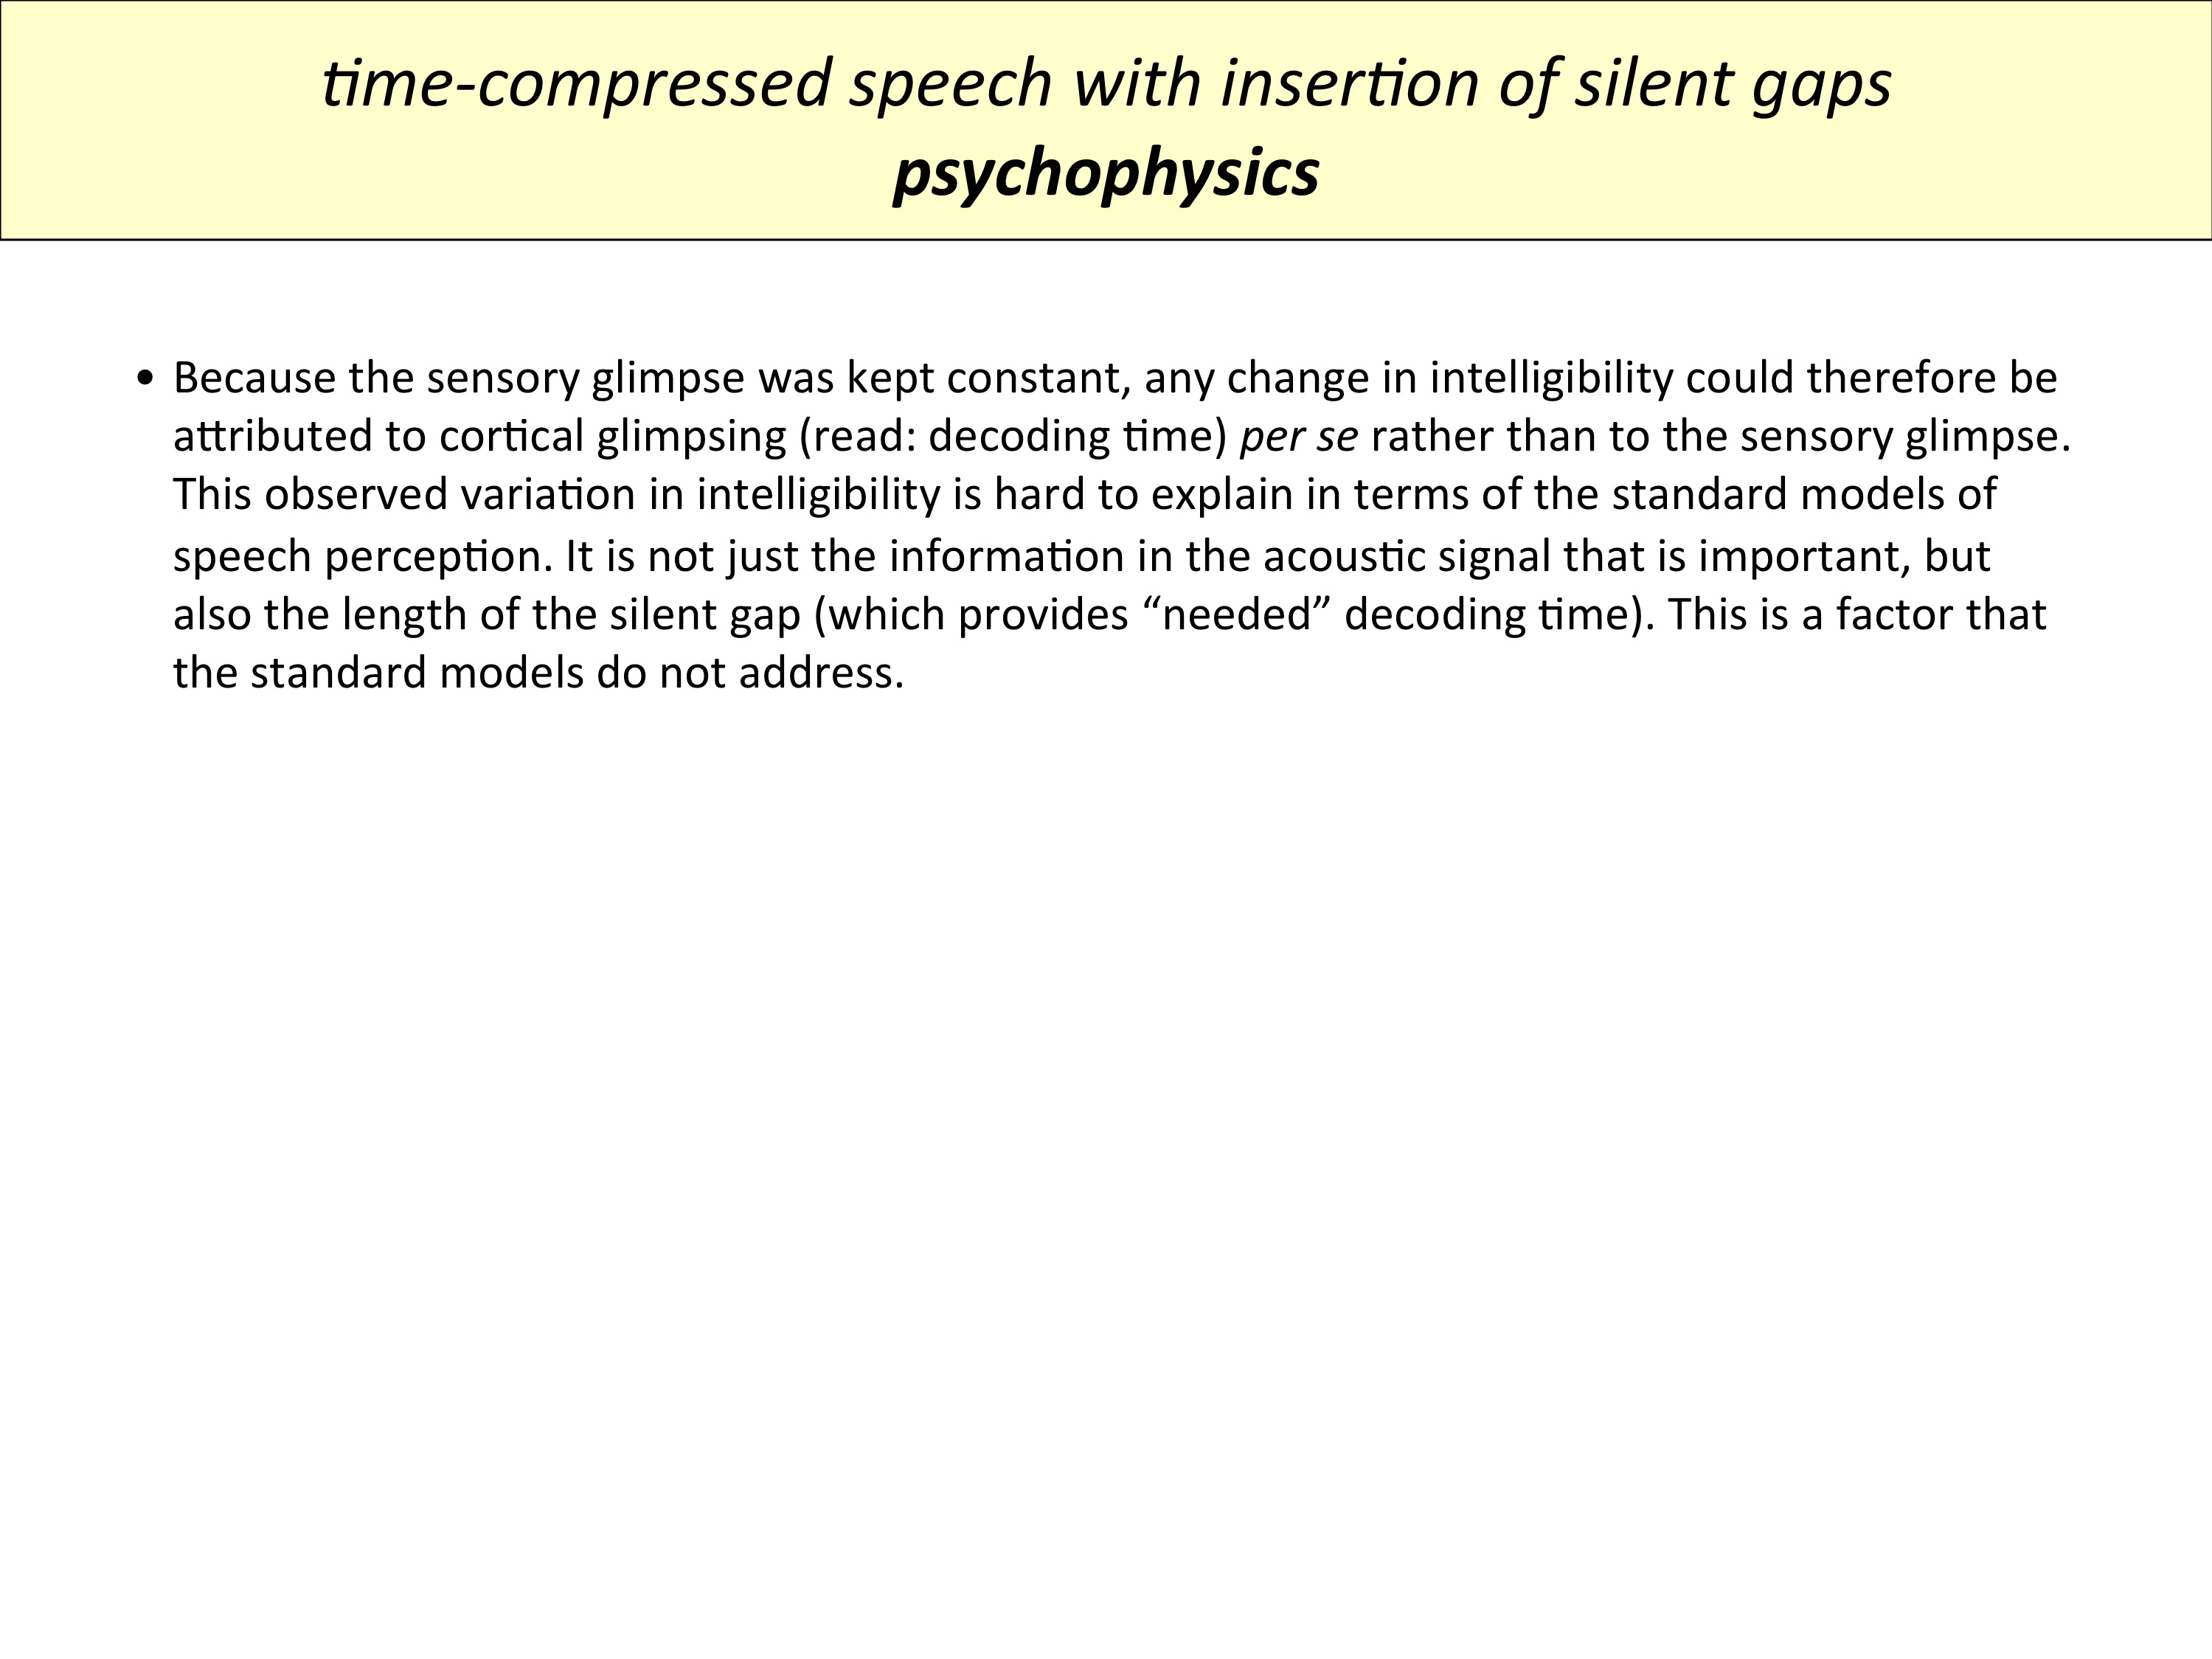 time-compressed speech with insertion of silent gaps
psychophysics
• Because the sensory glimpse was kept constant, any change in intelligibility could therefore be
attributed to cortical glimpsing (read: decoding time) per se rather than to the sensory glimpse.
This observed variation in intelligibility is hard to explain in terms of the standard models of
speech perception. It is not just the information in the acoustic signal that is important, but
also the length of the silent gap (which provides “needed” decoding time). This is a factor that
the standard models do not address.